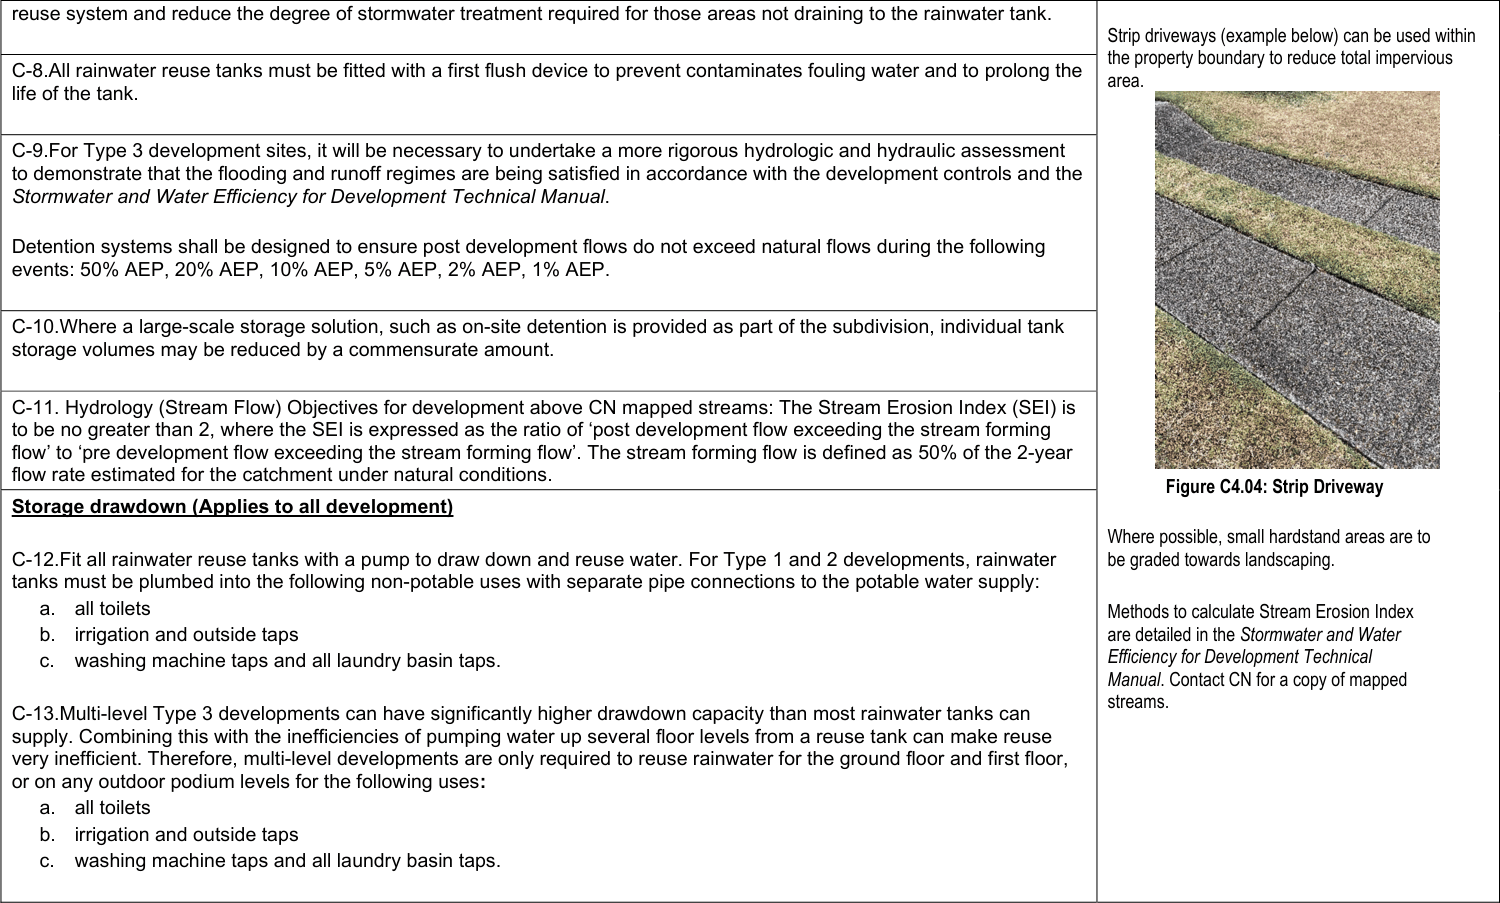 reuse system and reduce the degree of stormwater treatment required for those areas not draining to the rainwater tank.
C-8.All rainwater reuse tanks must be fitted with a first flush device to prevent contaminates fouling water and to prolong the
life of the tank.
C-9.For Type 3 development sites, it will be necessary to undertake a more rigorous hydrologic and hydraulic assessment
to demonstrate that the flooding and runoff regimes are being satisfied in accordance with the development controls and the
Stormwater and Water Efficiency for Development Technical Manual.
Detention systems shall be designed to ensure post development flows do not exceed natural flows during the following
events: 50% AEP, 20% AEP, 10% AEP, 5% AEP, 2% AEP, 1% AEP.
C-10.Where a large-scale storage solution, such as on-site detention is provided as part of the subdivision, individual tank
storage volumes may be reduced by a commensurate amount.
C-11. Hydrology (Stream Flow) Objectives for development above CN mapped streams: The Stream Erosion Index (SEI) is
to be no greater than 2, where the SEI is expressed as the ratio of ‘post development flow exceeding the stream forming
flow’ to ‘pre development flow exceeding the stream forming flow’. The stream forming flow is defined as 50% of the 2-year
flow rate estimated for the catchment under natural conditions.
Storage drawdown (Applies to all development)
C-12.Fit all rainwater reuse tanks with a pump to draw down and reuse water. For Type 1 and 2 developments, rainwater
tanks must be plumbed into the following non-potable uses with separate pipe connections to the potable water supply:
a. all toilets
b. irrigation and outside taps
c. washing machine taps and all laundry basin taps.
C-13.Multi-level Type 3 developments can have significantly higher drawdown capacity than most rainwater tanks can
supply. Combining this with the inefficiencies of pumping water up several floor levels from a reuse tank can make reuse
very inefficient. Therefore, multi-level developments are only required to reuse rainwater for the ground floor and first floor,
or on any outdoor podium levels for the following uses:
a. all toilets
b. irrigation and outside taps
c. washing machine taps and all laundry basin taps.
Strip driveways (example below) can be used within
the property boundary to reduce total impervious
area.
Figure C4.04: Strip Driveway
Where possible, small hardstand areas are to
be graded towards landscaping.
Methods to calculate Stream Erosion Index
are detailed in the Stormwater and Water
Efficiency for Development Technical
Manual. Contact CN for a copy of mapped
streams.